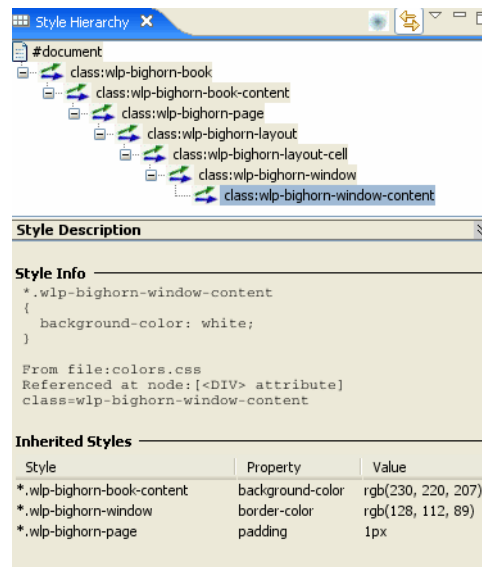 Style Hierarchy
#document
class:wlp-bighorn-book
class:wlp-bighorn-book-content
class:wlp-bighorn-page
class:wlp-bighorn-layout
class:wlp-bighorn-layout-cell
class:wlp-bighorn-window
class:wlp-bighorn-window-content
Style Description
Style Info
*.wlp-bighorn-window-content
{
background-color: white;
}
From file:colors.css
Referenced at node:[<DIV> attribute]
class=wlp-bighorn-window-content
Inherited Styles
Style Property Value
*.wlp-bighorn-book-content background-color rgb(230, 220, 207)
*.wlp-bighorn-window border-color rgb(128, 112, 89)
*.wlp-bighorn-page padding 1px